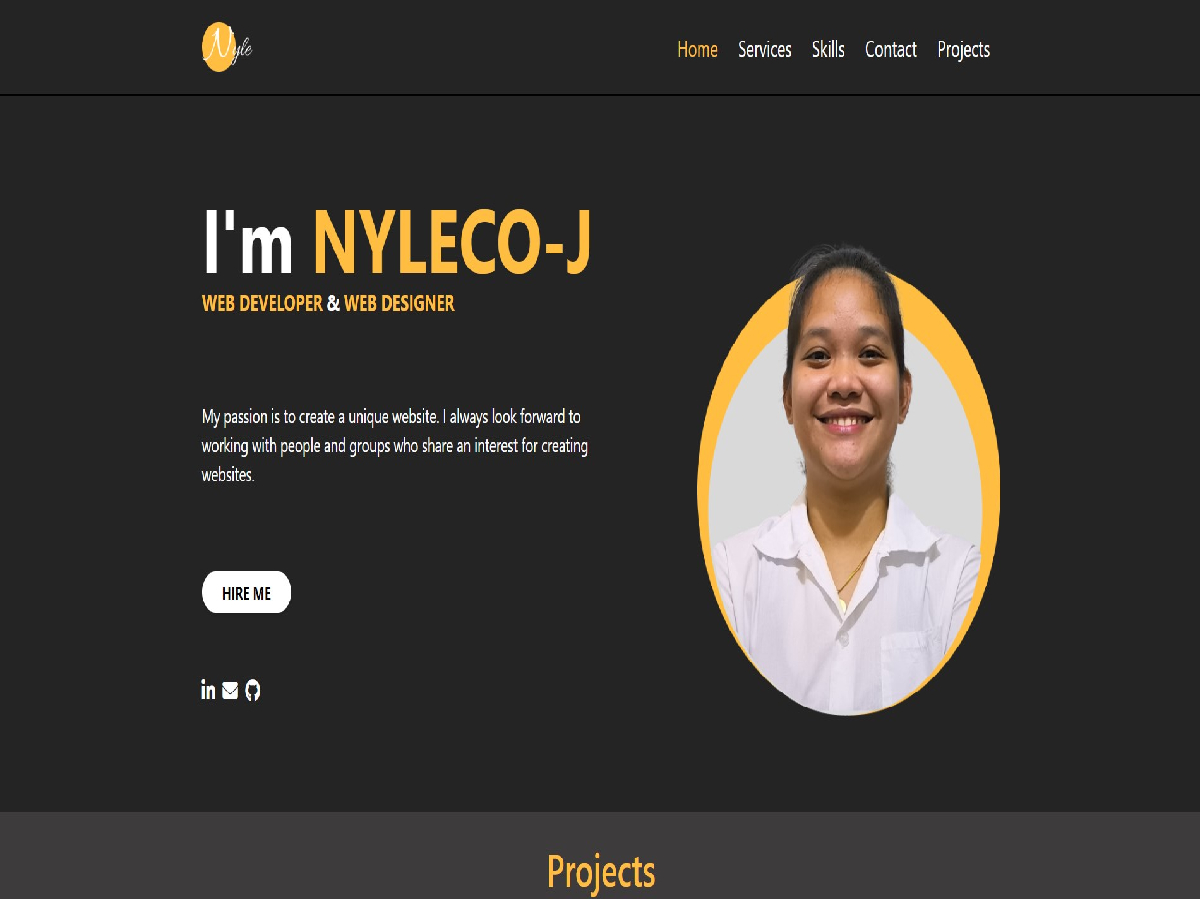 Nyle
Home Services Skills Contact Projects
I'm NYLECO-J
WEB DEVELOPER & WEB DESIGNER
My passion is to create a unique website. I always look forward to
working with people and groups who share an interest for creating
websites.
HIRE ME
in
Projects